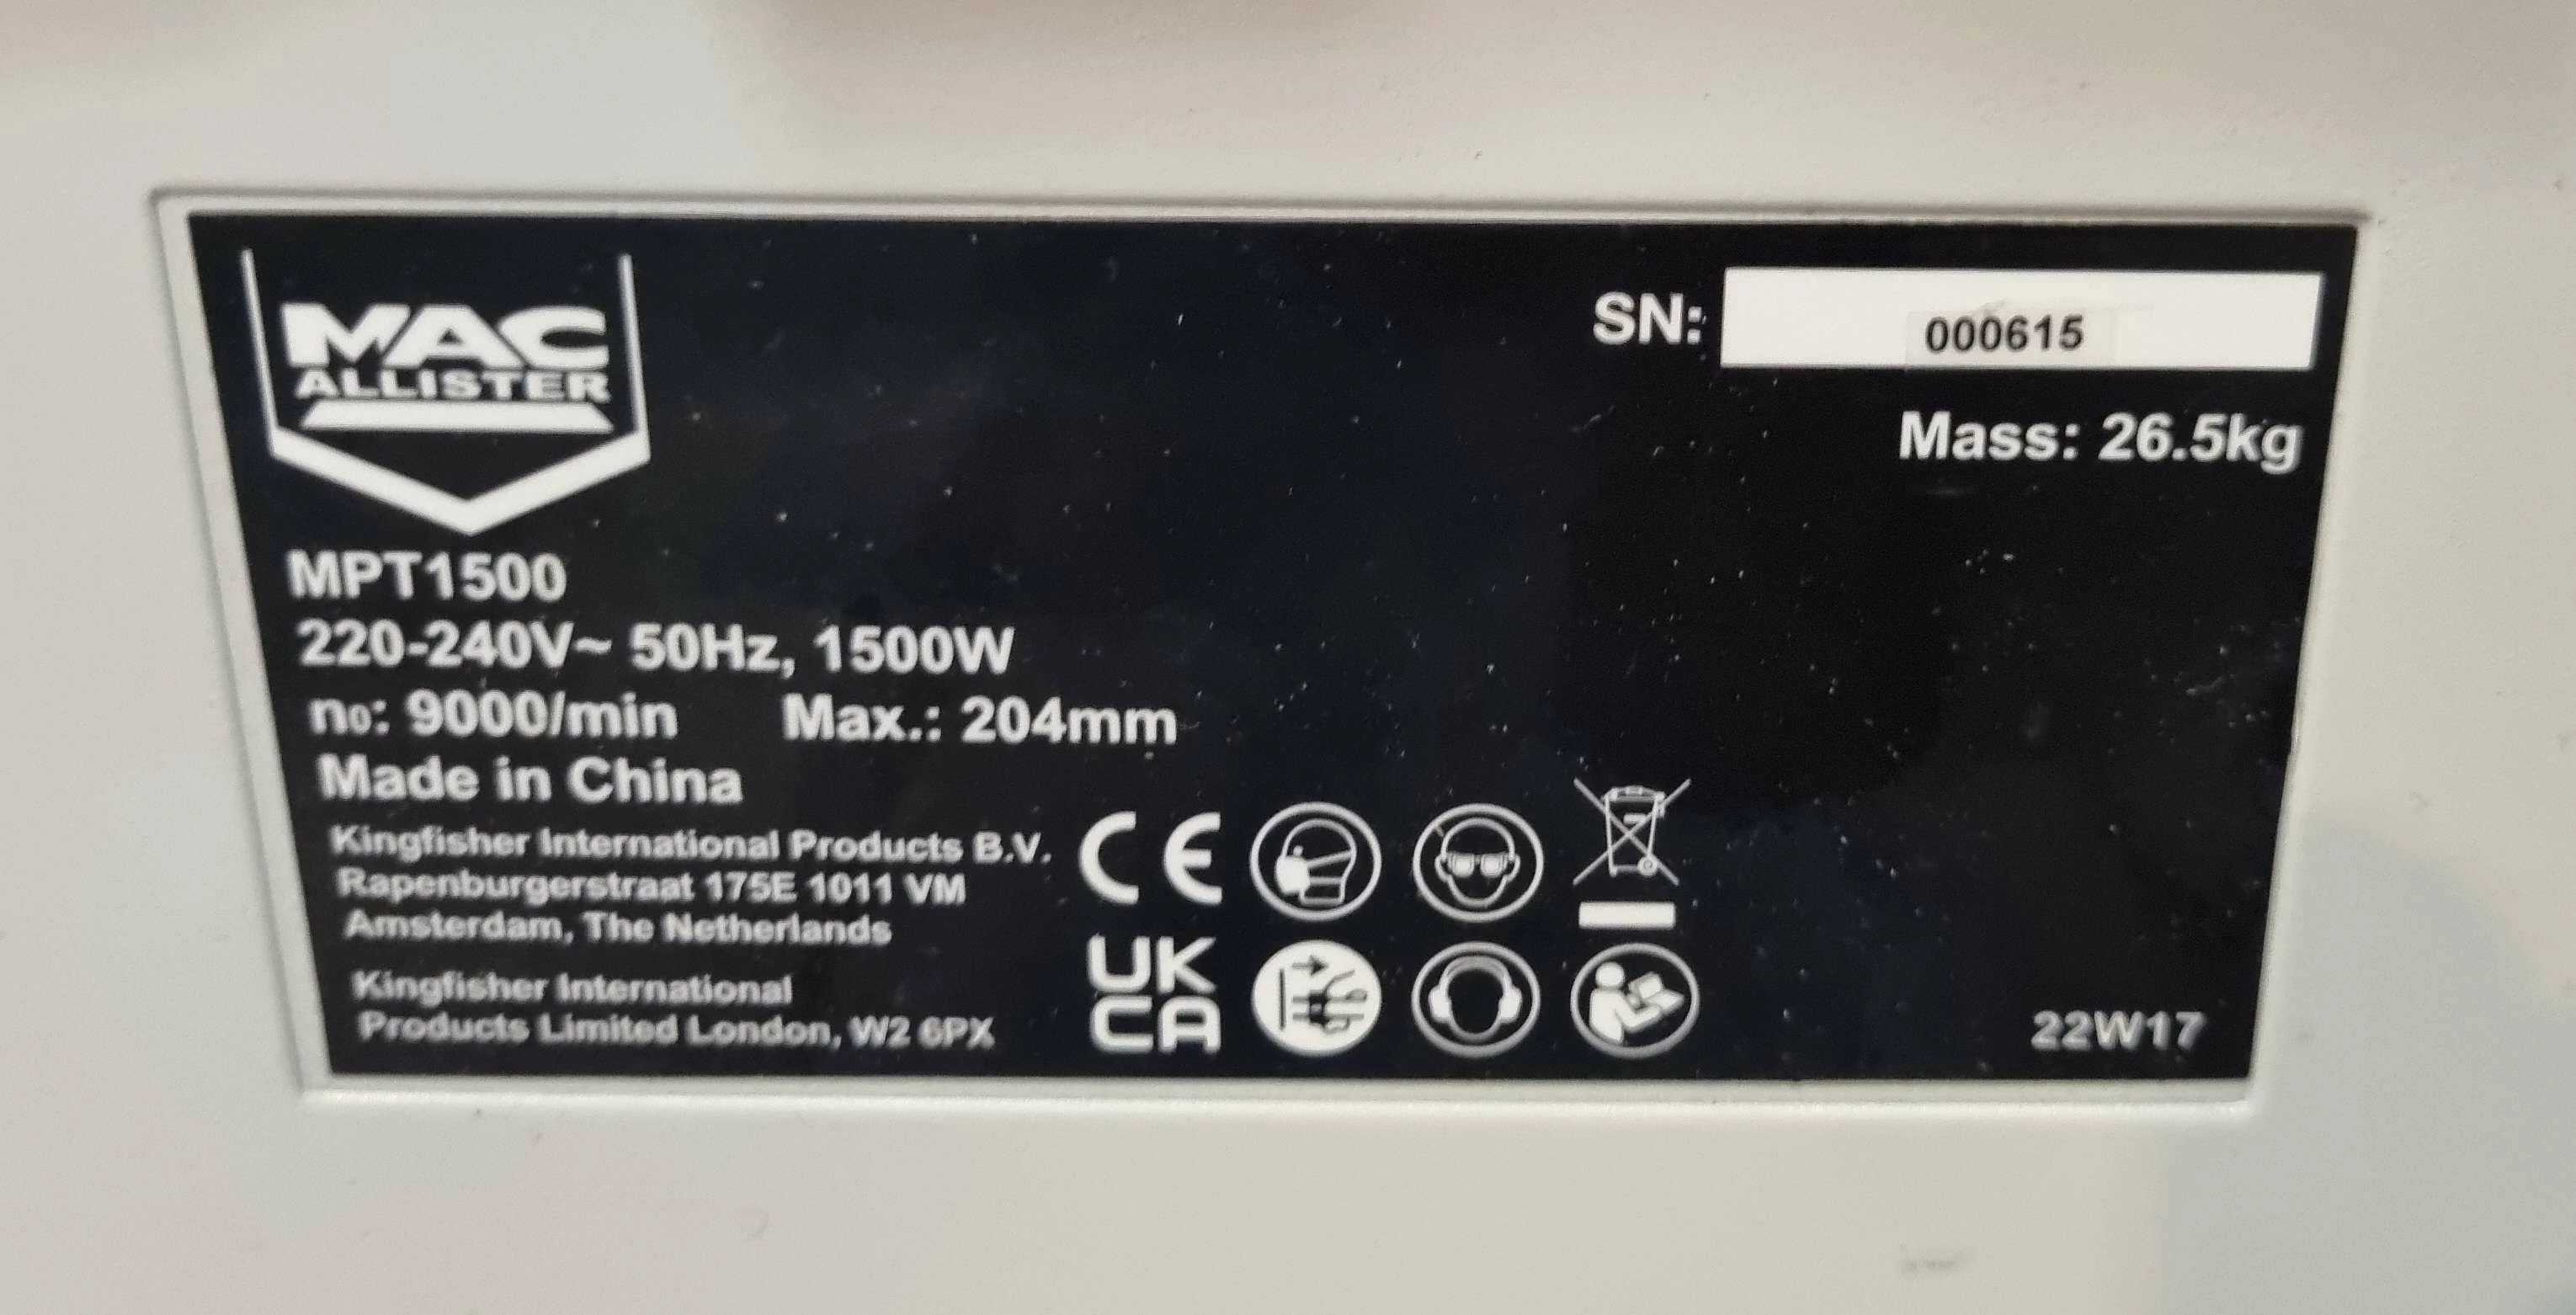 MAC
ALLISTER
SN: 000615
Mass: 26.5kg
MPT1500
220-240V~ 50Hz, 1500W
n₀: 9000/min Max.: 204mm
Made in China
Kingfisher International Products B.V.
Rapenburgerstraat 175E 1011 VM
Amsterdam, The Netherlands
Kingfisher International
Products Limited London, W2 6PX
CE
UK
CA
22W17